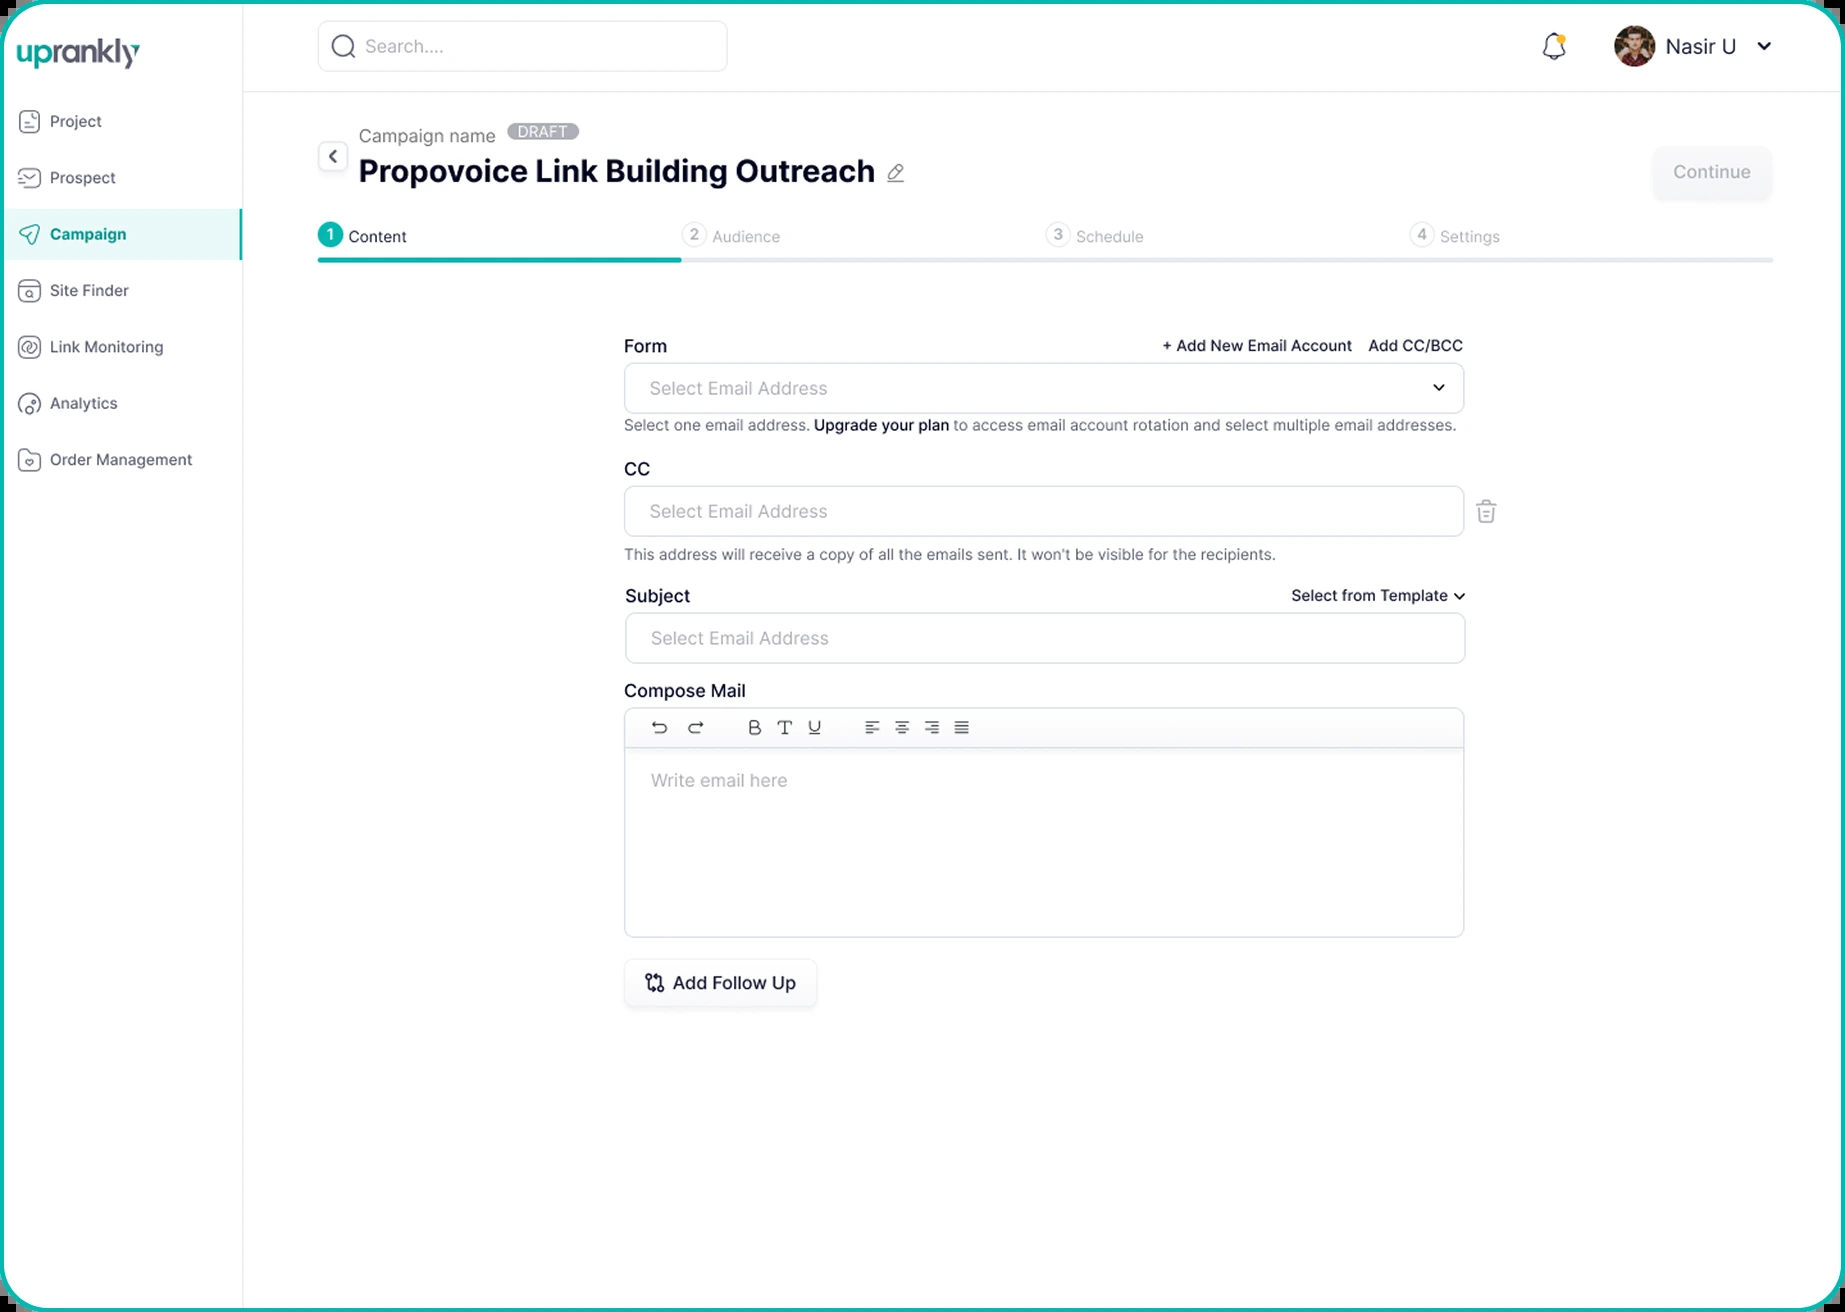 uprankly
Search....
Nasir U
Project
Prospect
Campaign
Site Finder
Link Monitoring
Analytics
Order Management
Campaign name DRAFT
Propovoice Link Building Outreach
Continue
1 Content
2 Audience
3 Schedule
4 Settings
Form + Add New Email Account Add CC/BCC
Select Email Address
Select one email address. Upgrade your plan to access email account rotation and select multiple email addresses.
CC
Select Email Address
This address will receive a copy of all the emails sent. It won't be visible for the recipients.
Subject Select from Template
Select Email Address
Compose Mail
B T U
Write email here
Add Follow Up